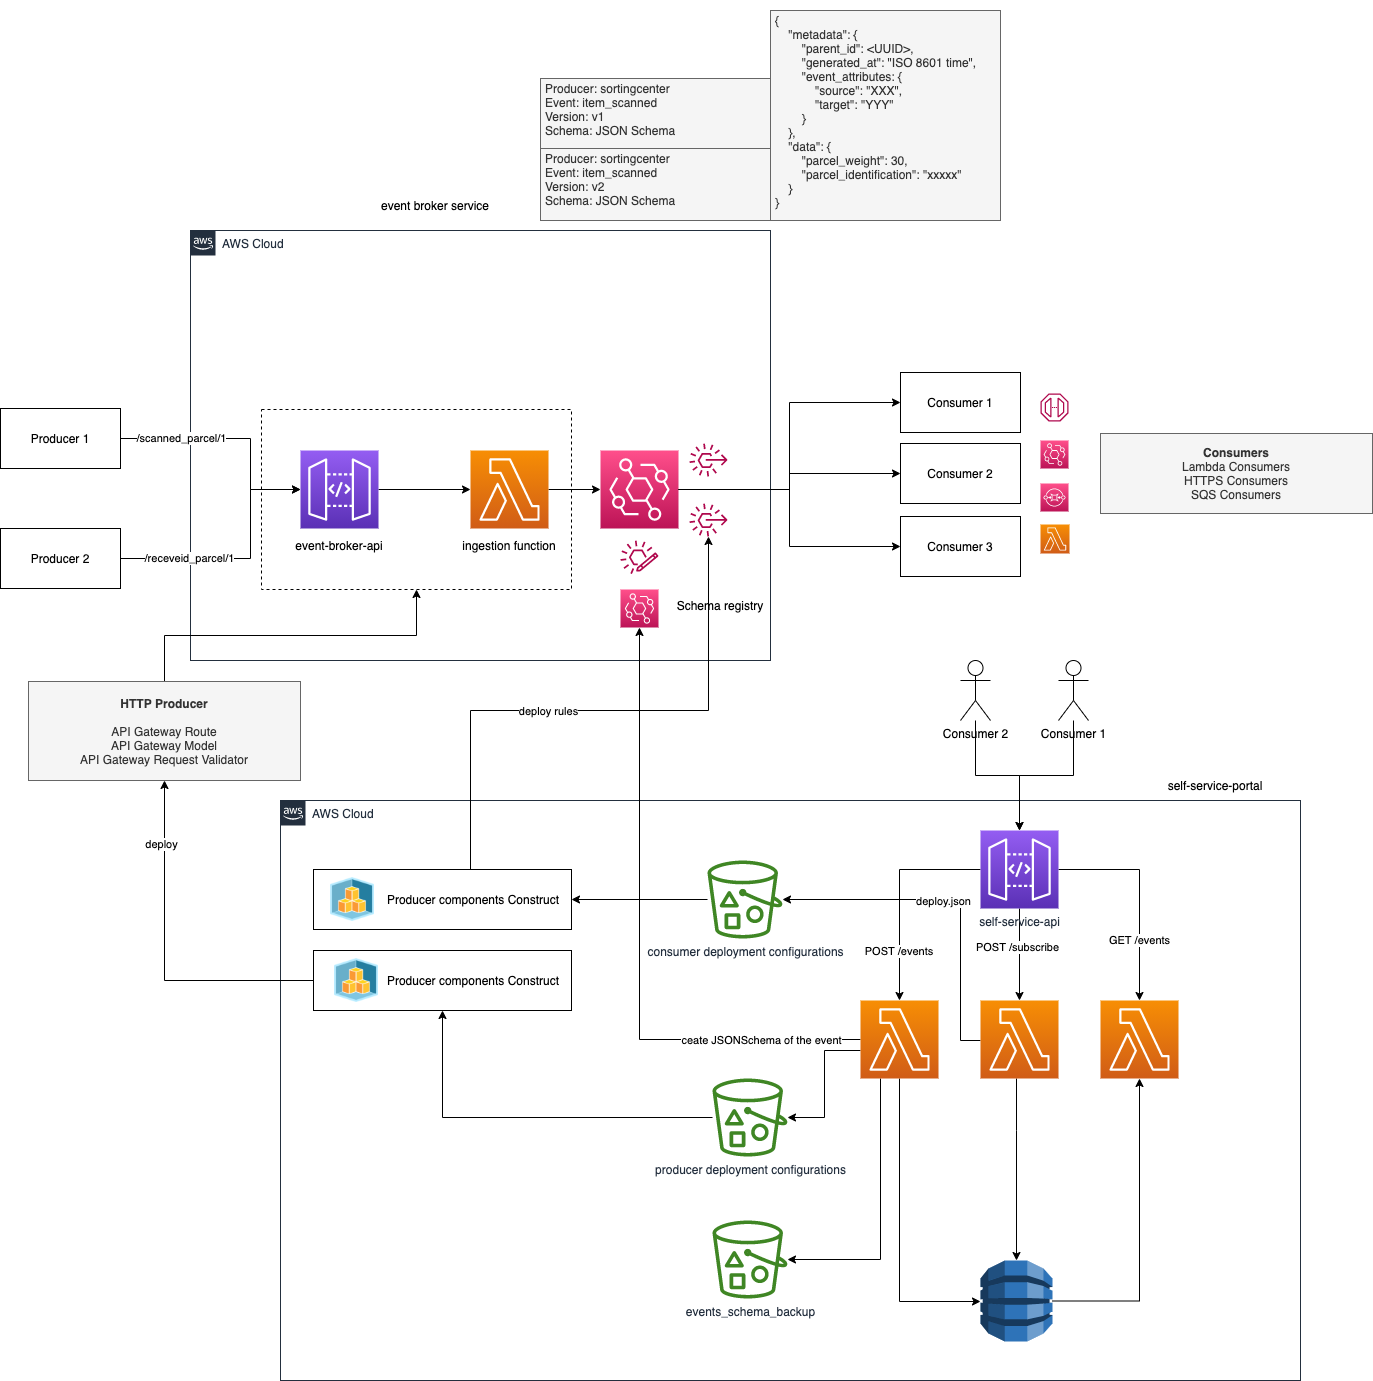 {
"metadata": {
"parent_id": <UUID>,
"generated_at": "ISO 8601 time",
"event_attributes: {
"source": "XXX",
"target": "YYY"
}
},
"data": {
"parcel_weight": 30,
"parcel_identification": "xxxxx"
}
}
Producer: sortingcenter
Event: item_scanned
Version: v1
Schema: JSON Schema
Producer: sortingcenter
Event: item_scanned
Version: v2
Schema: JSON Schema
event broker service
aws
AWS Cloud
Producer 1
/scanned_parcel/1
Producer 2
/receveid_parcel/1
event-broker-api
ingestion function
Schema registry
Consumer 1
Consumer 2
Consumer 3
Consumers
Lambda Consumers
HTTPS Consumers
SQS Consumers
HTTP Producer
API Gateway Route
API Gateway Model
API Gateway Request Validator
deploy rules
deploy
Consumer 2
Consumer 1
self-service-portal
aws
AWS Cloud
Producer components Construct
Producer components Construct
consumer deployment configurations
deploy.json
self-service-api
POST /events
POST /subscribe
GET /events
ceate JSONSchema of the event
producer deployment configurations
events_schema_backup